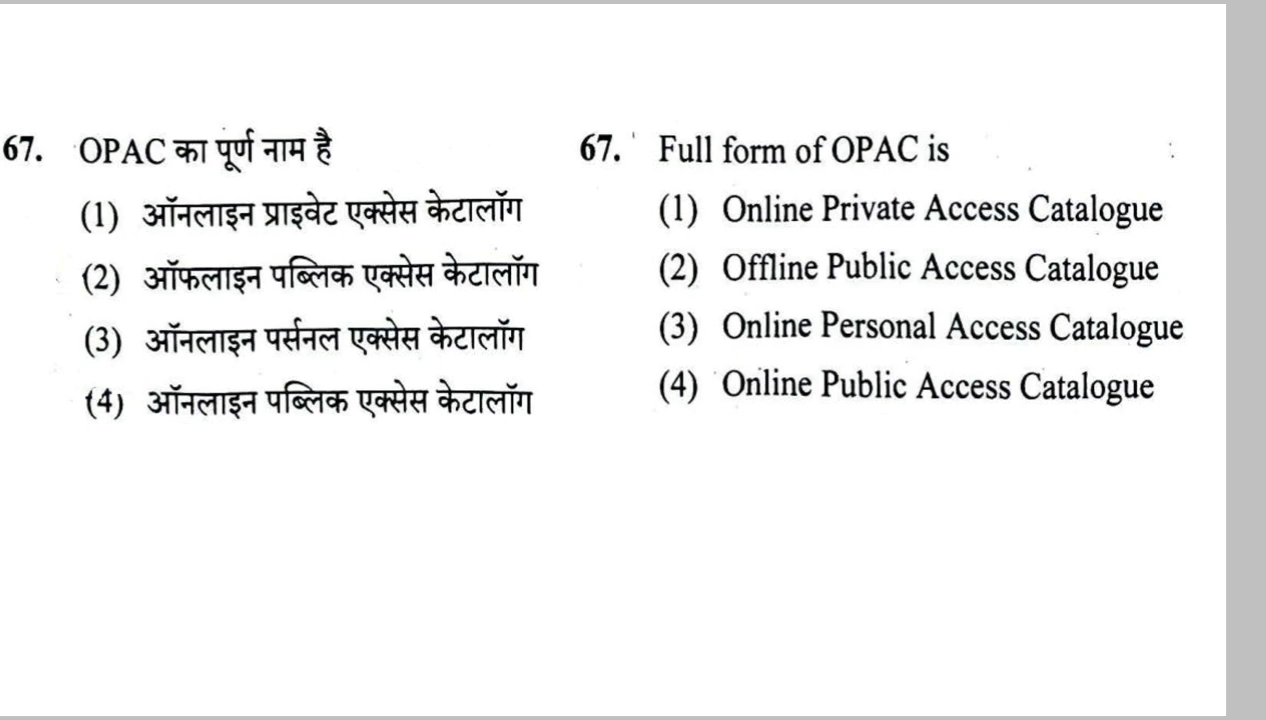 67. OPAC का पूर्ण नाम है
(1) ऑनलाइन प्राइवेट एक्सेस केटालॉग
(2) ऑफलाइन पब्लिक एक्सेस केटालॉग
(3) ऑनलाइन पर्सनल एक्सेस केटालॉग
(4) ऑनलाइन पब्लिक एक्सेस केटालॉग
67. Full form of OPAC is
(1) Online Private Access Catalogue
(2) Offline Public Access Catalogue
(3) Online Personal Access Catalogue
(4) Online Public Access Catalogue